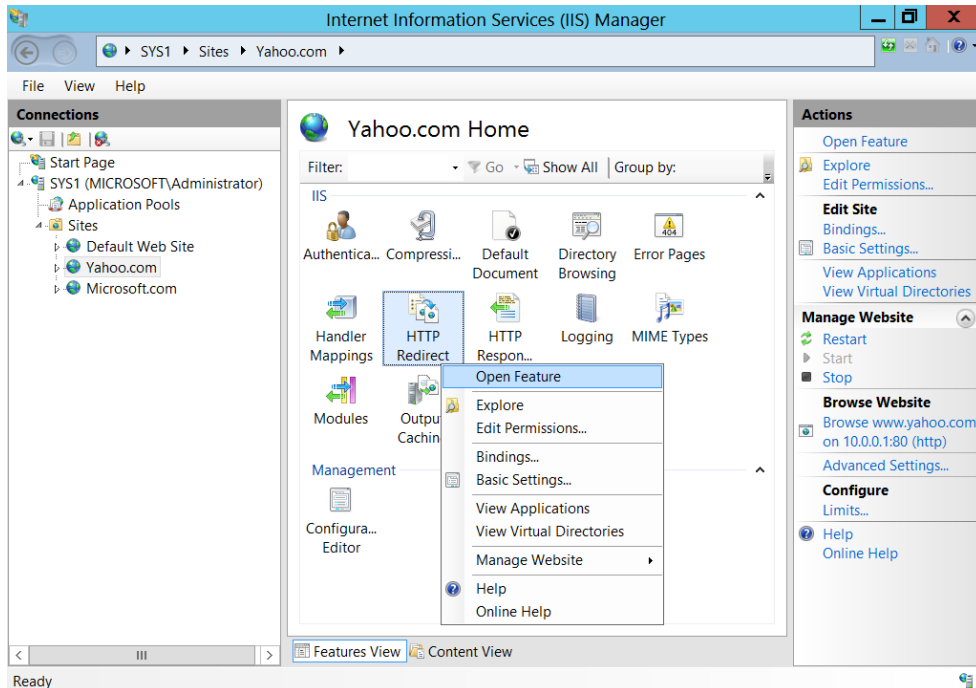 Internet Information Services (IIS) Manager
SYS1 Sites Yahoo.com
File View Help
Connections
Start Page
SYS1 (MICROSOFT\Administrator)
Application Pools
Sites
Default Web Site
Yahoo.com
Microsoft.com
Yahoo.com Home
Filter: Go Show All Group by:
IIS
Authentica... Compressi... Default Document Directory Browsing Error Pages
Handler Mappings HTTP Redirect HTTP Respon... Logging MIME Types
Modules Outpu Cachin
Management
Configura... Editor
Open Feature
Explore
Edit Permissions...
Bindings...
Basic Settings...
View Applications
View Virtual Directories
Manage Website
Help
Online Help
Features View Content View
Actions
Open Feature
Explore
Edit Permissions...
Edit Site
Bindings...
Basic Settings...
View Applications
View Virtual Directories
Manage Website
Restart
Start
Stop
Browse Website
Browse www.yahoo.com
on 10.0.0.1:80 (http)
Advanced Settings...
Configure
Limits...
Help
Online Help
Ready